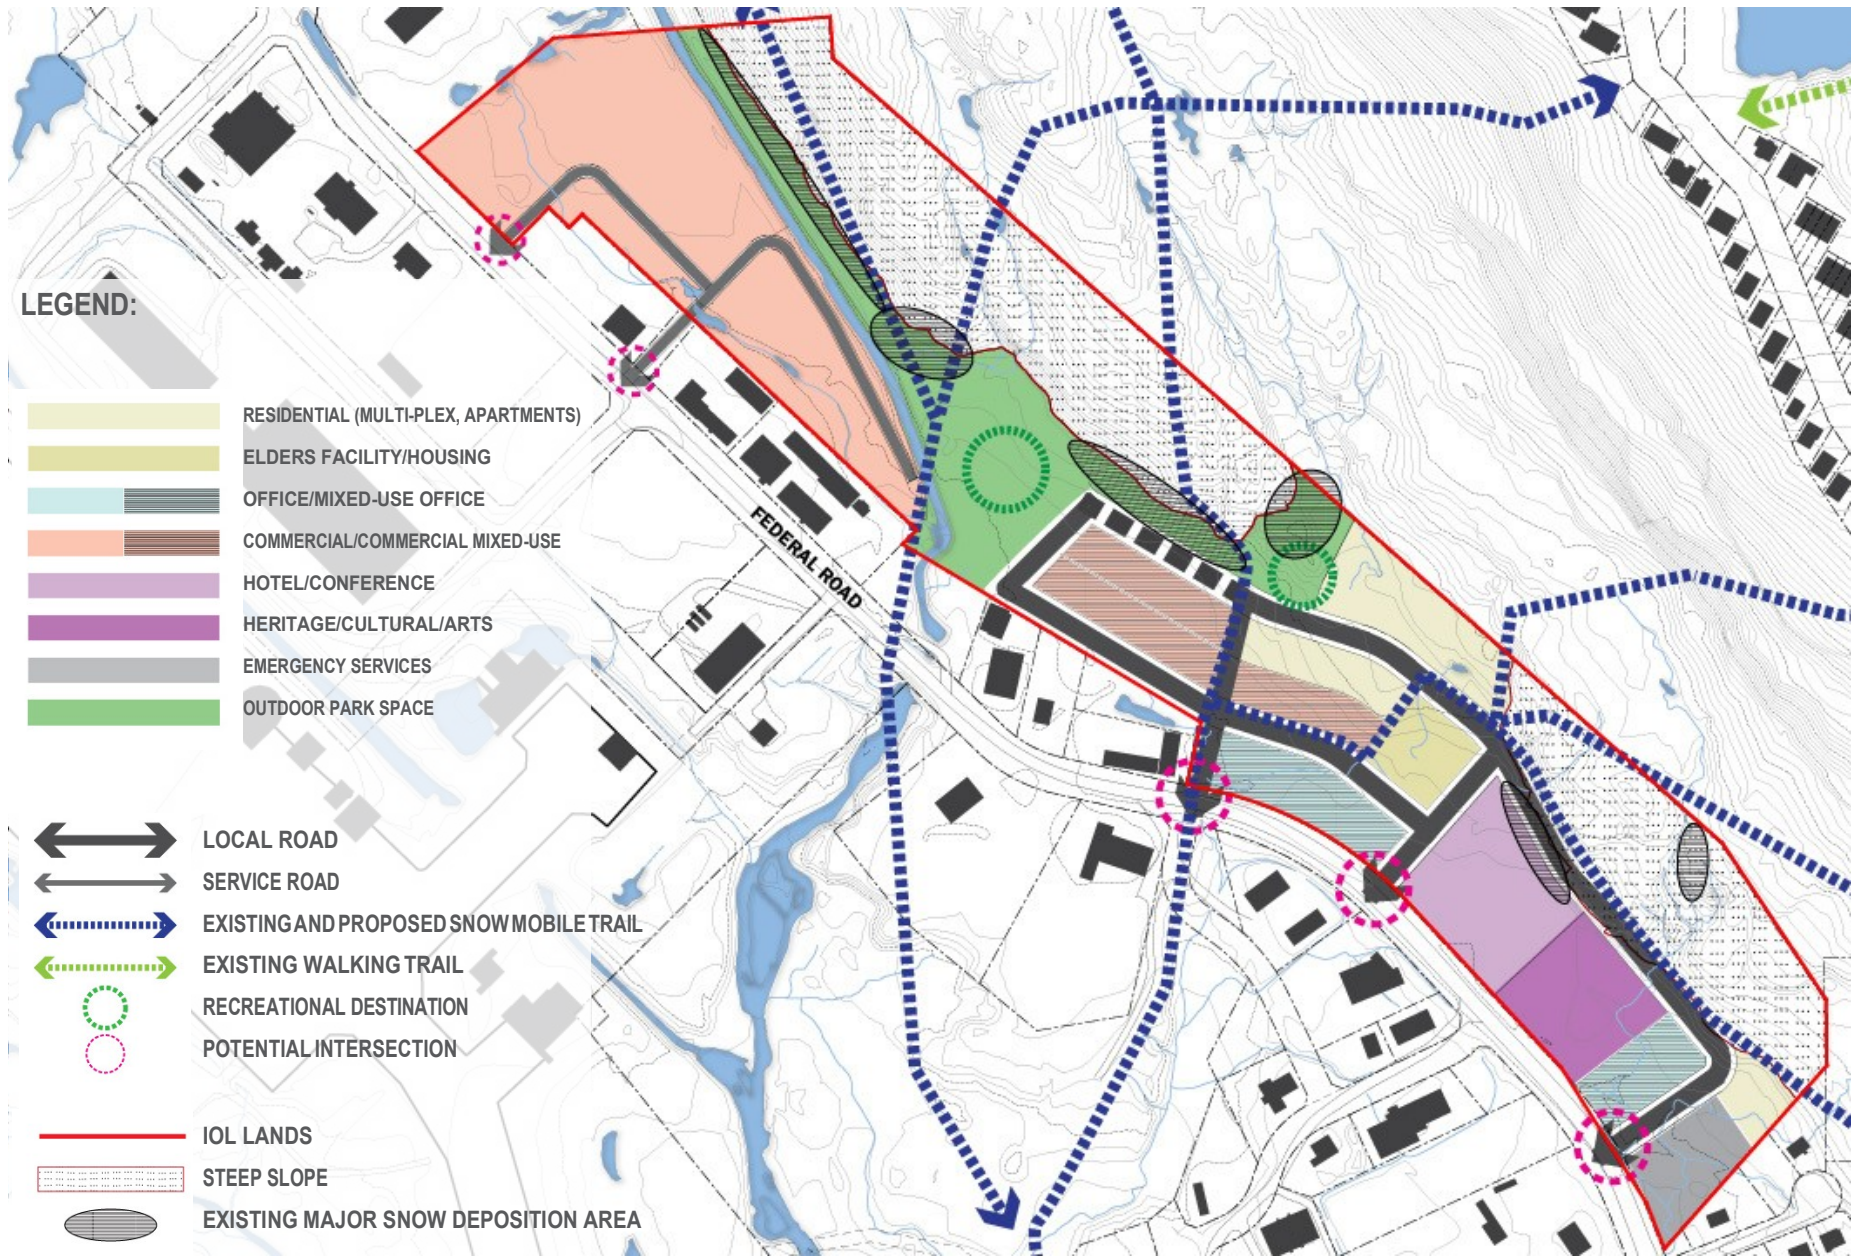 LEGEND:
RESIDENTIAL (MULTI-PLEX, APARTMENTS)
ELDERS FACILITY/HOUSING
OFFICE/MIXED-USE OFFICE
COMMERCIAL/COMMERCIAL MIXED-USE
HOTEL/CONFERENCE
HERITAGE/CULTURAL/ARTS
EMERGENCY SERVICES
OUTDOOR PARK SPACE
LOCAL ROAD
SERVICE ROAD
EXISTING AND PROPOSED SNOW MOBILE TRAIL
EXISTING WALKING TRAIL
RECREATIONAL DESTINATION
POTENTIAL INTERSECTION
IOL LANDS
STEEP SLOPE
EXISTING MAJOR SNOW DEPOSITION AREA
FEDERAL ROAD